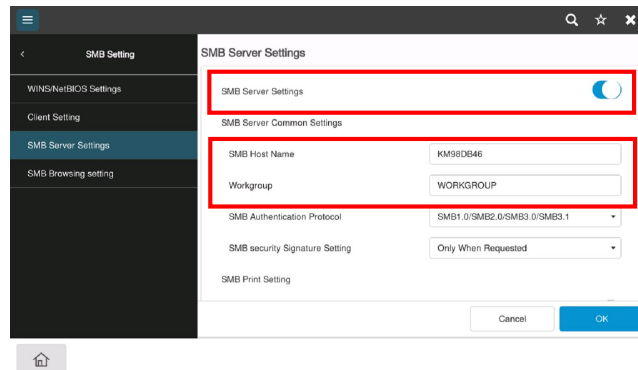 SMB Setting
SMB Server Settings
WINS/NetBIOS Settings
Client Setting
SMB Server Settings
SMB Browsing setting
SMB Server Settings
SMB Server Common Settings
SMB Host Name KM98DB46
Workgroup WORKGROUP
SMB Authentication Protocol SMB1.0/SMB2.0/SMB3.0/SMB3.1
SMB security Signature Setting Only When Requested
SMB Print Setting
Cancel OK